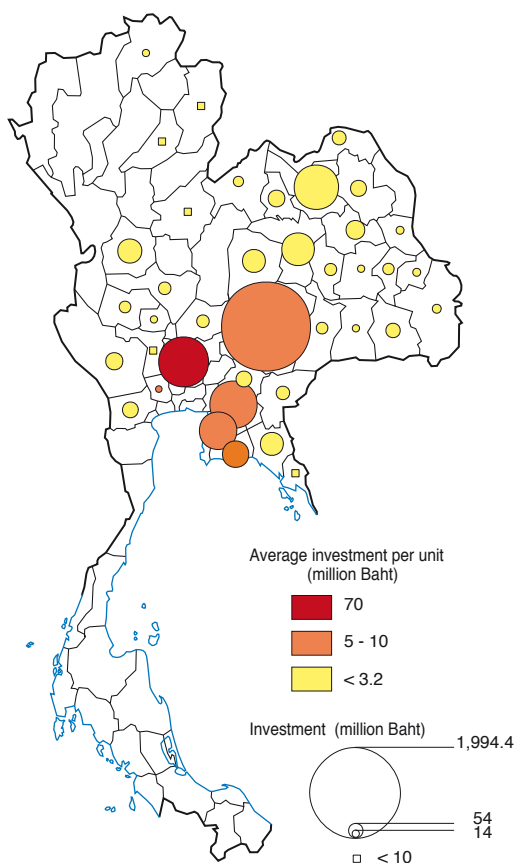 Average investment per unit
(million Baht)
70
5 - 10
< 3.2
Investment (million Baht)
1,994.4
54
14
< 10